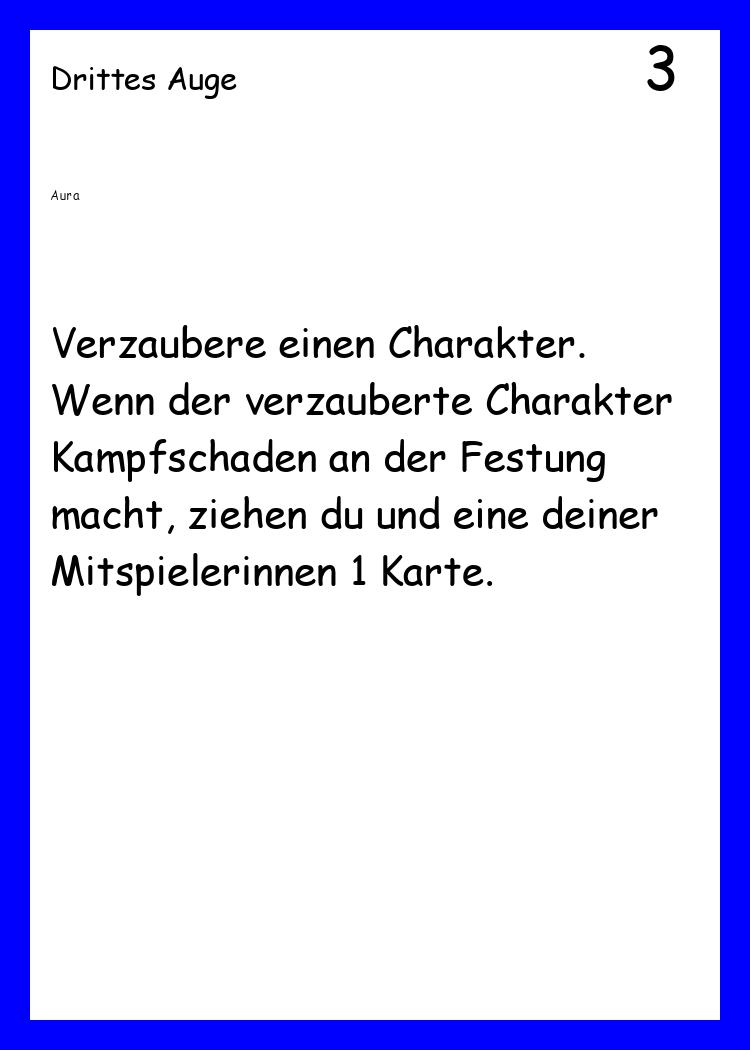 Drittes Auge
3
Aura
Verzaubere einen Charakter.
Wenn der verzauberte Charakter
Kampfschaden an der Festung
macht, ziehen du und eine deiner
Mitspielerinnen 1 Karte.